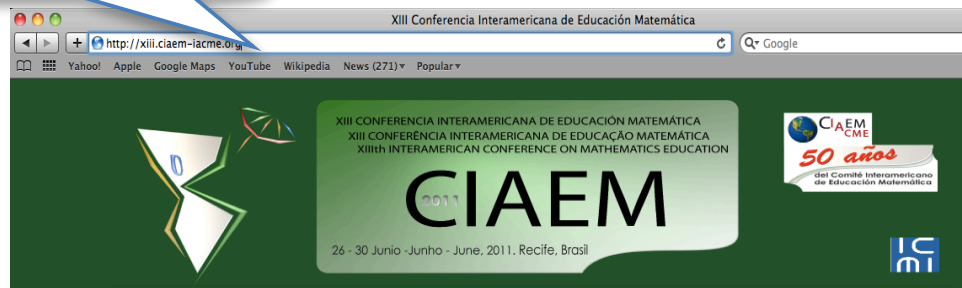 XIII Conferencia Interamericana de Educación Matemática
http://xiii.ciaem-iacme.org
Google
Yahoo! Apple Google Maps YouTube Wikipedia News (271) Popular
XIII CONFERENCIA INTERAMERICANA DE EDUCACIÓN MATEMÁTICA
XIII CONFERÊNCIA INTERAMERICANA DE EDUCAÇÃO MATEMÁTICA
XIIIth INTERAMERICAN CONFERENCE ON MATHEMATICS EDUCATION
2011
CIAEM
26 - 30 Junio -Junho - June, 2011. Recife, Brasil
CIAEM
IACME
50 años
del Comité Interamericano
de Educación Matemática
ICMI